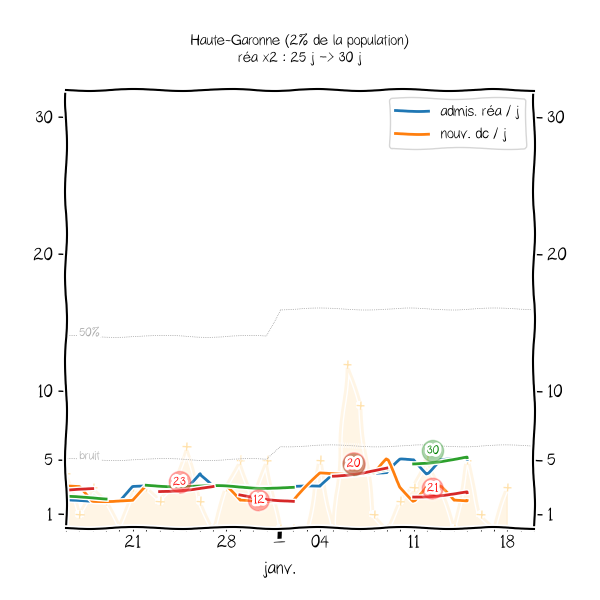 Haute-Garonne (2% de la population)
réa x2 : 25 j -> 30 j
admis. réa / j
nouv. dc / j
30 30
20 20
50%
10 10
bruit
5 5
30
20
23
21
12
1 1
21 28 1 04 11 18
janv.